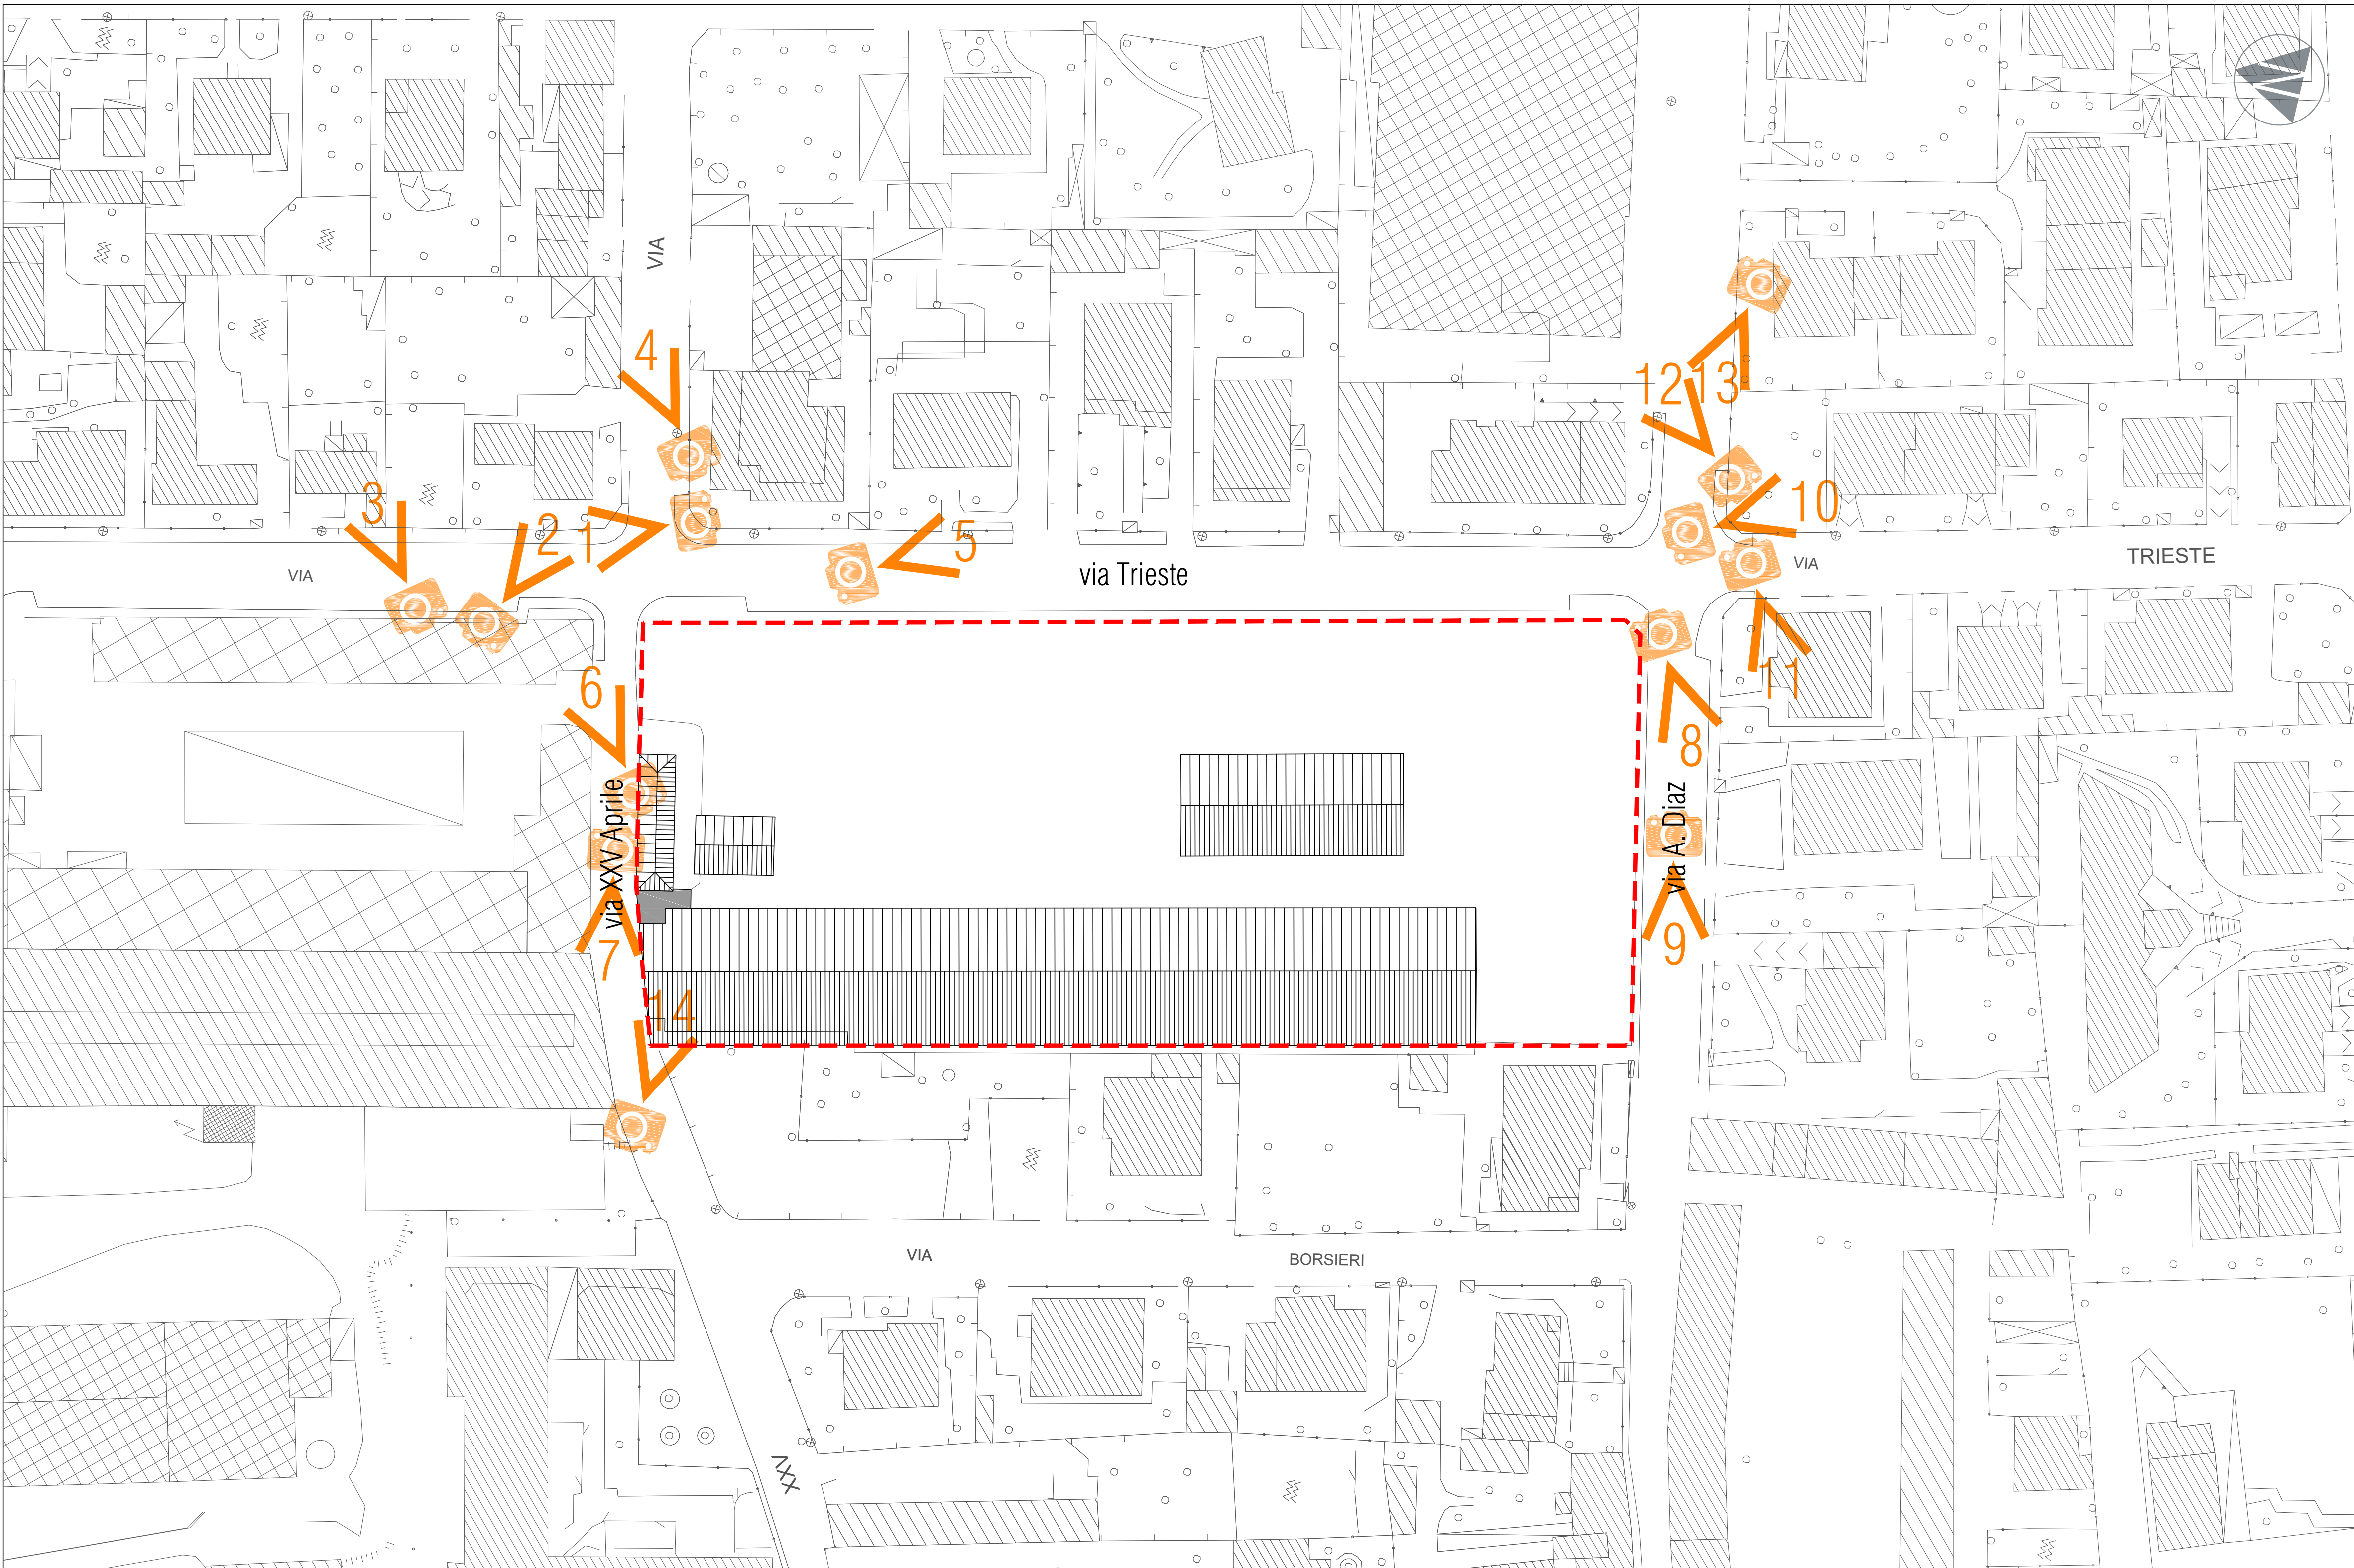 VIA
4
12
13
3
2
1
5
10
VIA
via Trieste
VIA
TRIESTE
11
6
8
via XXV Aprile
via A. Diaz
7
9
14
VIA
BORSIERI
XXV